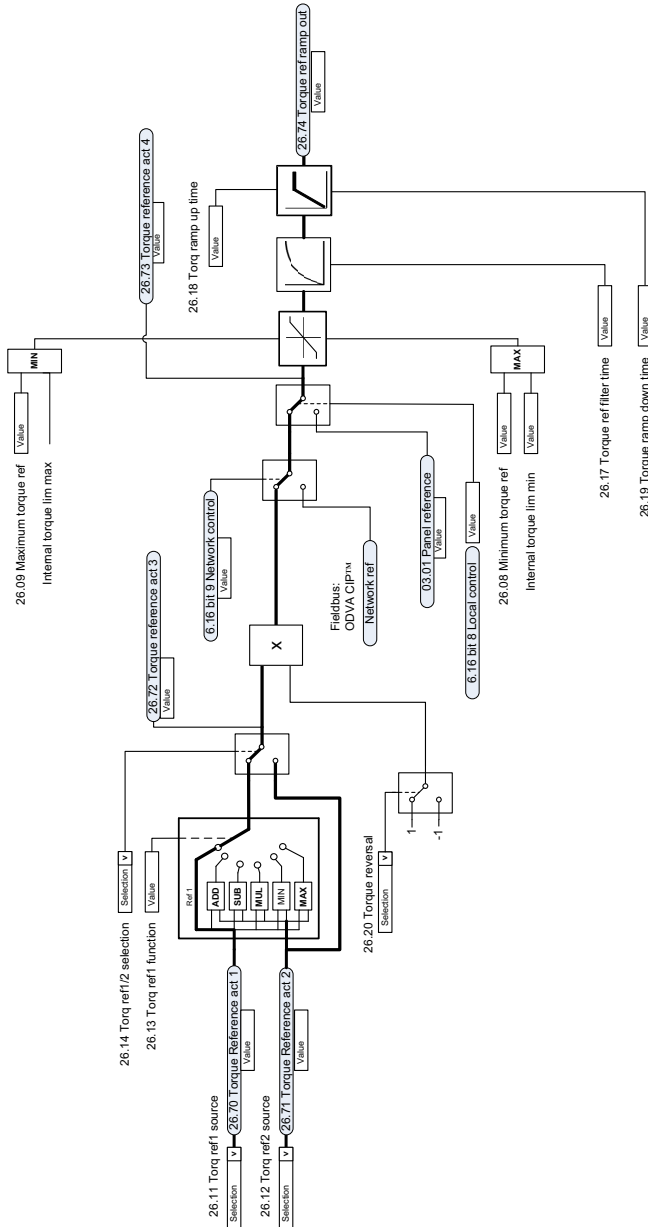 26.11 Torq ref1 source
Selection
v
26.70 Torque Reference act 1
Value
26.12 Torq ref2 source
Selection
v
26.71 Torque Reference act 2
Value
26.14 Torq ref1/2 selection
Selection
v
26.13 Torq ref1 function
Value
Ref 1
ADD
SUB
MUL
MIN
MAX
26.20 Torque reversal
Selection
v
1
-1
26.72 Torque reference act 3
Value
x
6.16 bit 9 Network control
Value
Fieldbus:
ODVA CIP™
Network ref
03.01 Panel reference
Value
6.16 bit 8 Local control
Value
26.73 Torque reference act 4
Value
26.09 Maximum torque ref
Value
Internal torque lim max
MIN
26.08 Minimum torque ref
Value
Internal torque lim min
Value
MAX
26.18 Torq ramp up time
Value
26.17 Torque ref filter time
Value
26.19 Torque ramp down time
Value
26.74 Torque ref ramp out
Value